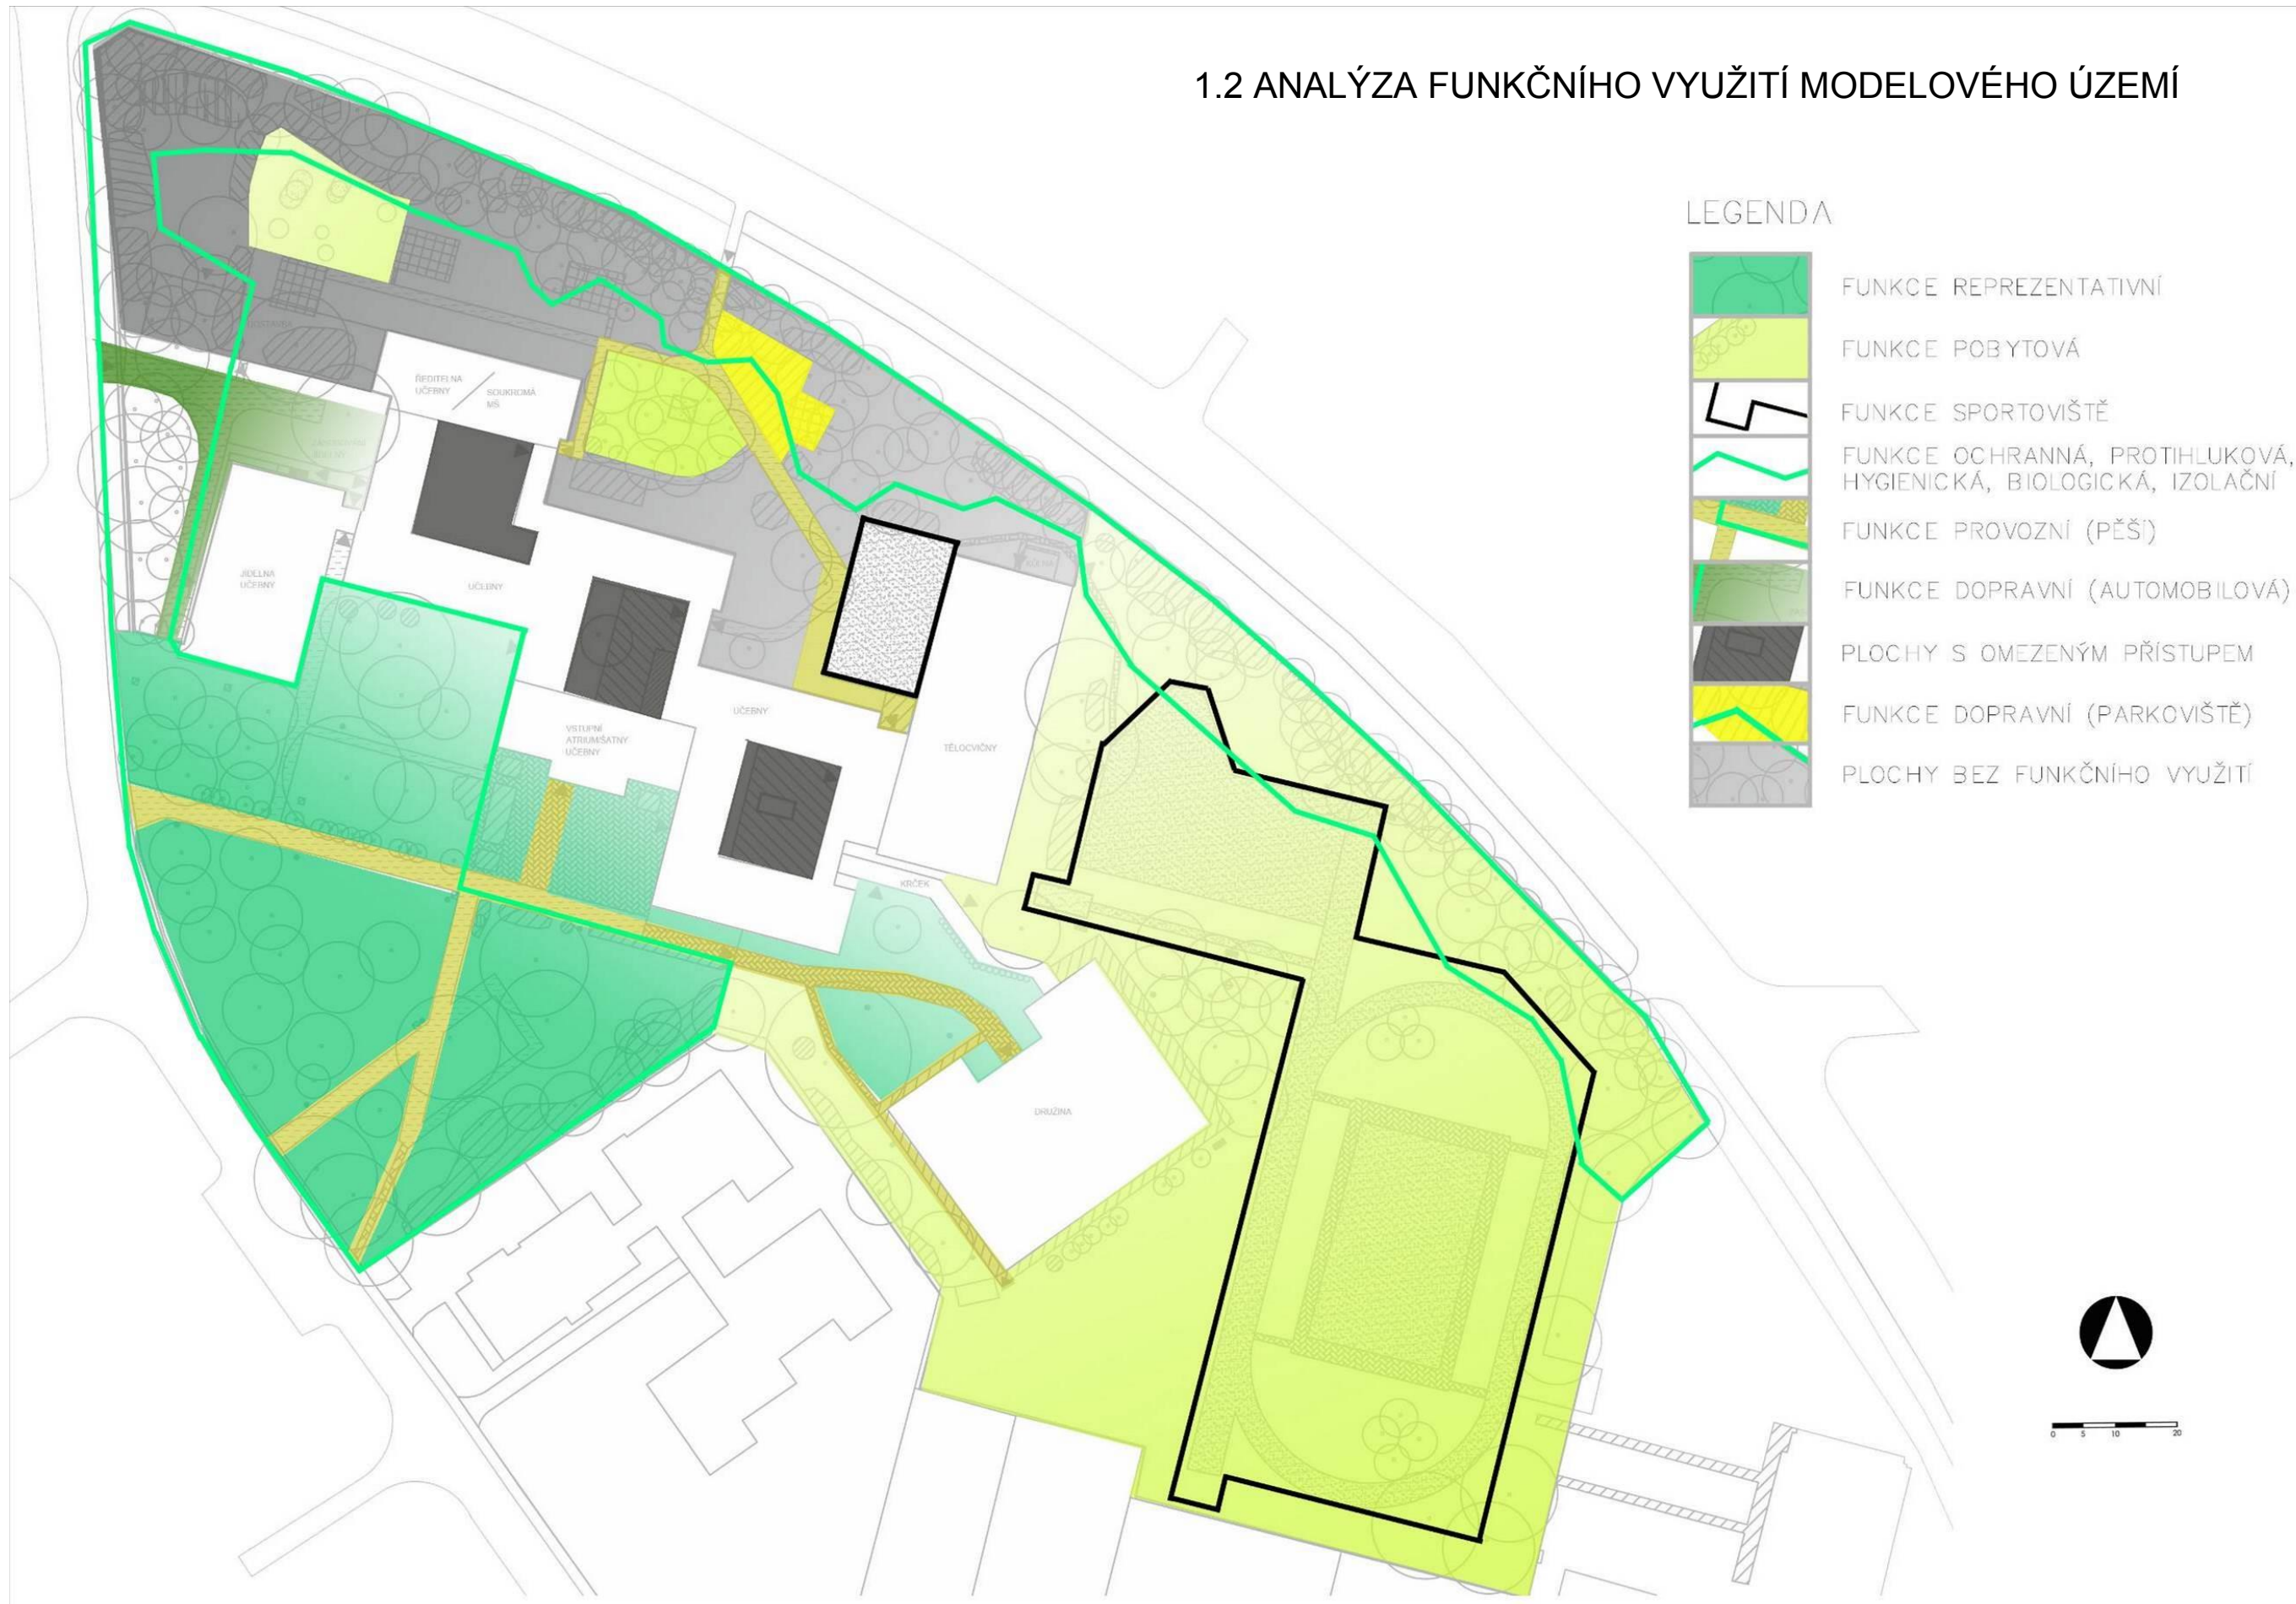 1.2 ANALÝZA FUNKČNÍHO VYUŽITÍ MODELOVÉHO ÚZEMÍ
LEGENDA
FUNKCE REPREZENTATIVNÍ
FUNKCE POBYTOVÁ
FUNKCE SPORTOVIŠTĚ
FUNKCE OCHRANNÁ, PROTIHLUKOVÁ,
HYGIENICKÁ, BIOLOGICKÁ, IZOLAČNÍ
FUNKCE PROVOZNÍ (PĚŠÍ)
FUNKCE DOPRAVNÍ (AUTOMOBILOVÁ)
PLOCHY S OMEZENÝM PŘÍSTUPEM
FUNKCE DOPRAVNÍ (PARKOVIŠTĚ)
PLOCHY BEZ FUNKČNÍHO VYUŽITÍ
ŘEDITELNA
UČEBNY
SOUKROMÁ
MŠ
JÍDELNA
UČEBNY
UČEBNY
VSTUPNÍ
ATRIUM/ŠATNY
UČEBNY
UČEBNY
TĚLOCVIČNY
KRČEK
DRUŽINA
0 5 10 20